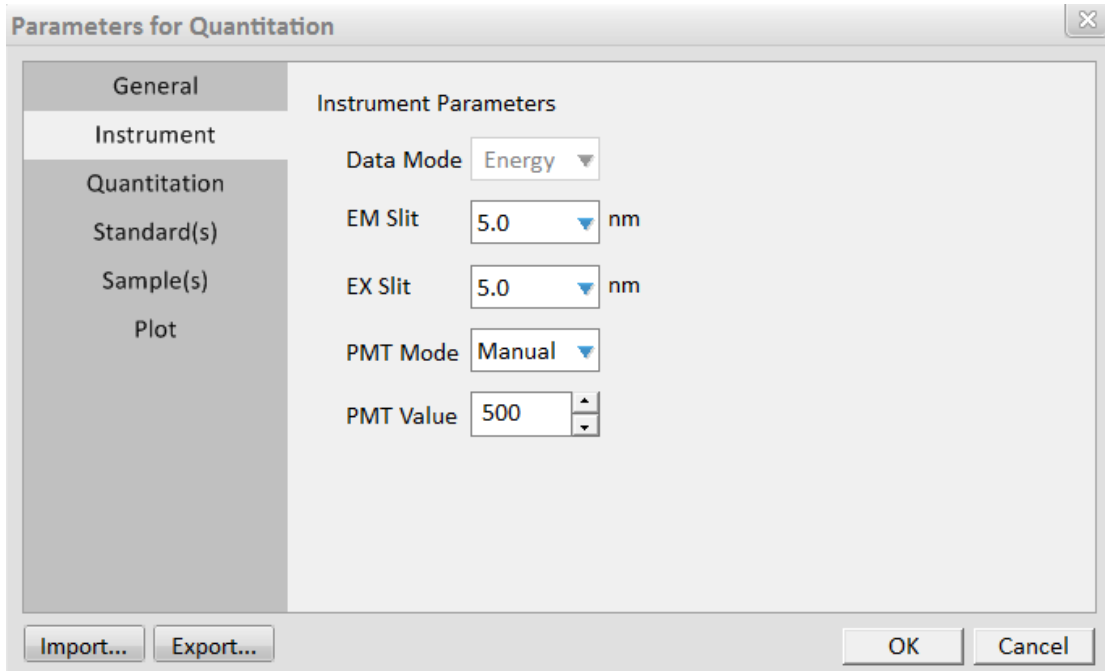 Parameters for Quantitation
General
Instrument
Quantitation
Standard(s)
Sample(s)
Plot
Instrument Parameters
Data Mode Energy
EM Slit 5.0 nm
EX Slit 5.0 nm
PMT Mode Manual
PMT Value 500
Import... Export... OK Cancel